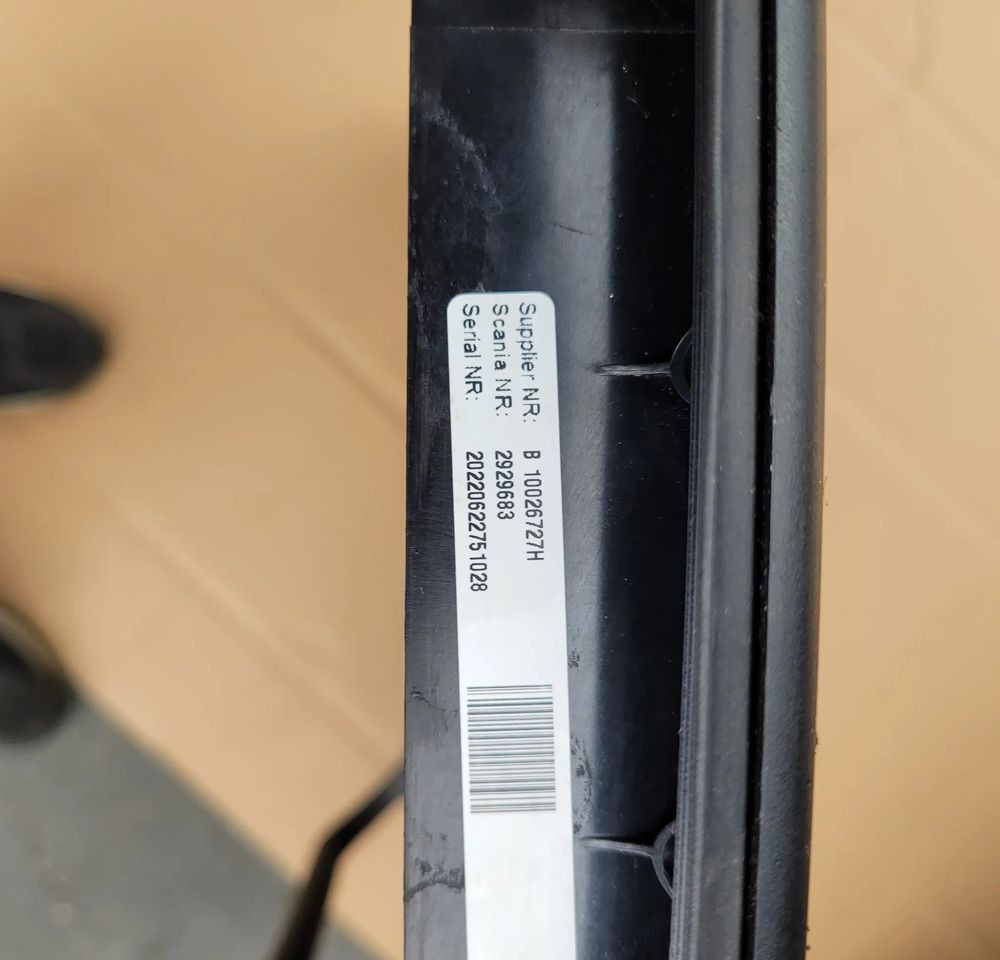 Supplier NR: B 10026727H
Scania NR: 2929683
Serial NR: 20220622751028